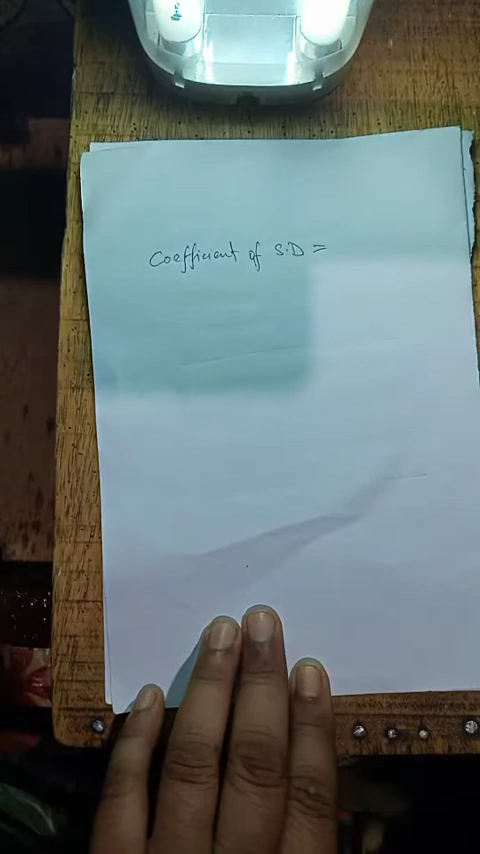 Coefficient of S.D =